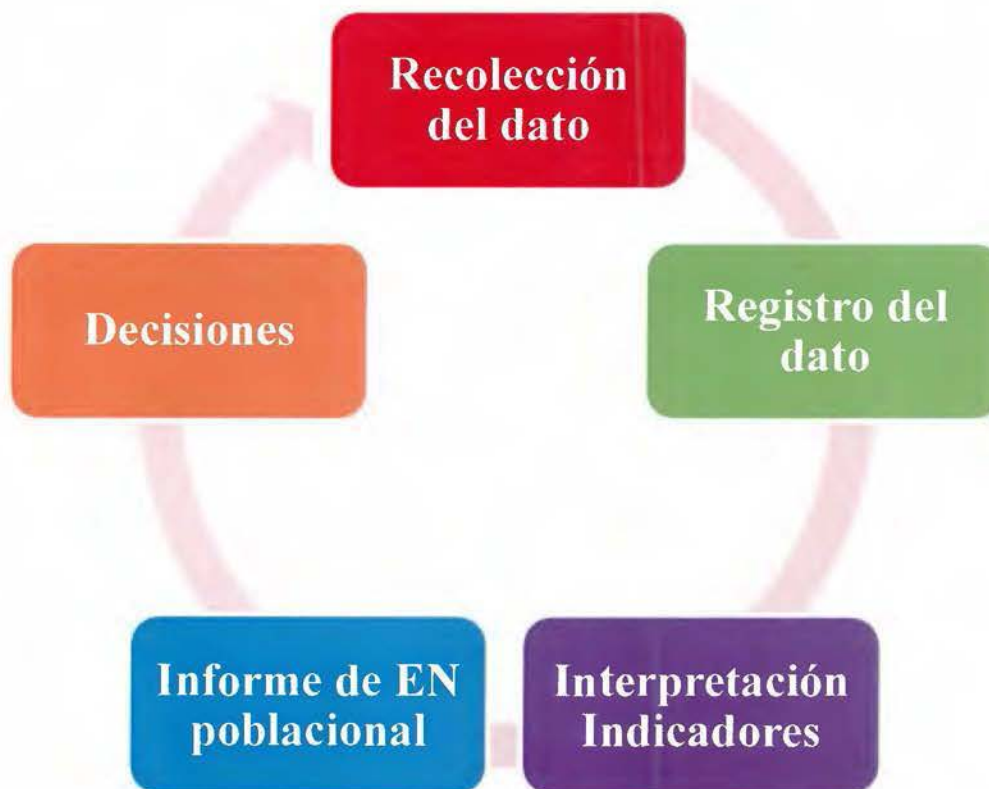 Recolección
del dato
Registro del
dato
Interpretación
Indicadores
Informe de EN
poblacional
Decisiones